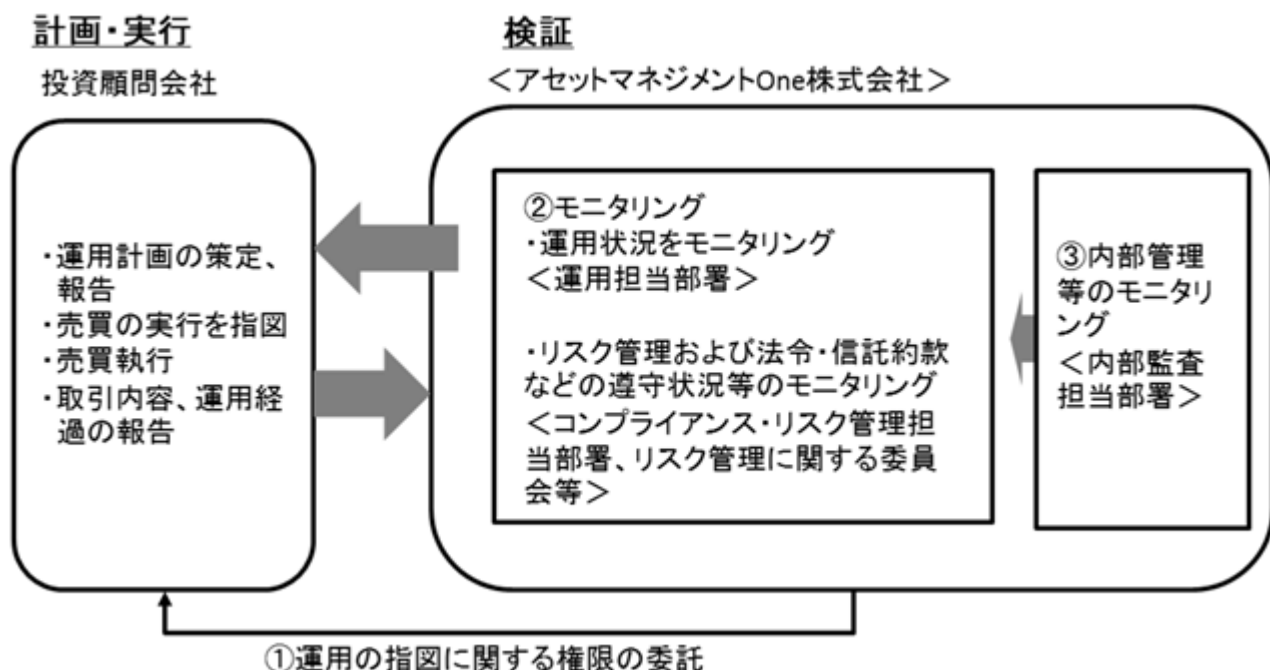 計画・実行
投資顧問会社
・運用計画の策定、
報告
・売買の実行を指図
・売買執行
・取引内容、運用経
過の報告
検証
＜アセットマネジメントOne株式会社＞
②モニタリング
・運用状況をモニタリング
＜運用担当部署＞
・リスク管理および法令・信託約款
などの遵守状況等のモニタリング
＜コンプライアンス・リスク管理担
当部署、リスク管理に関する委員
会等＞
③内部管理
等のモニタリ
ング
＜内部監査
担当部署＞
①運用の指図に関する権限の委託